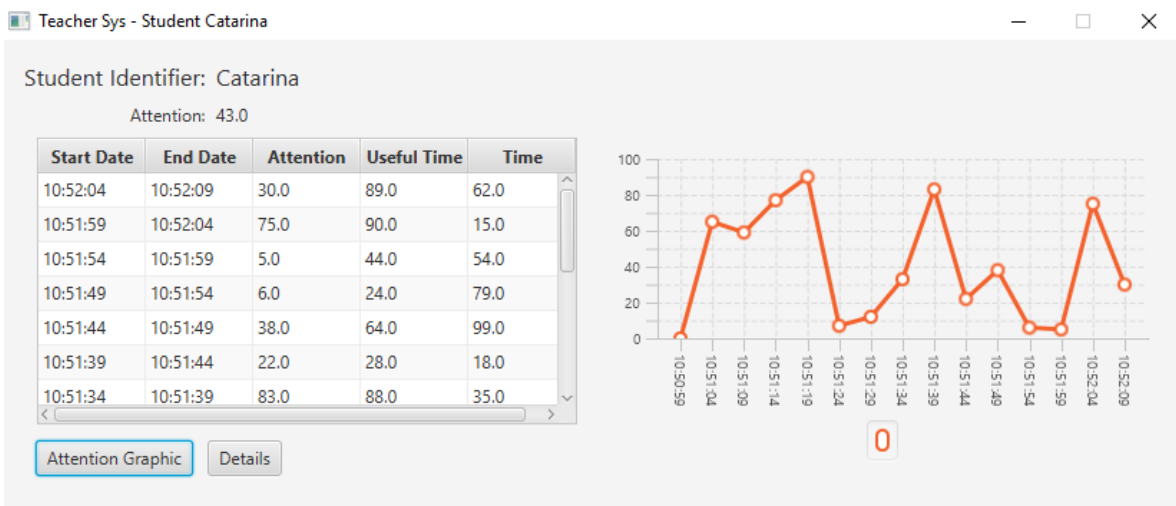 Teacher Sys - Student Catarina
Student Identifier: Catarina
Attention: 43.0
Start Date End Date Attention Useful Time Time
10:52:04 10:52:09 30.0 89.0 62.0
10:51:59 10:52:04 75.0 90.0 15.0
10:51:54 10:51:59 5.0 44.0 54.0
10:51:49 10:51:54 6.0 24.0 79.0
10:51:44 10:51:49 38.0 64.0 99.0
10:51:39 10:51:44 22.0 28.0 18.0
10:51:34 10:51:39 83.0 88.0 35.0
Attention Graphic Details
100
80
60
40
20
0
10:50:59
10:51:04
10:51:09
10:51:14
10:51:19
10:51:24
10:51:29
10:51:34
10:51:39
10:51:44
10:51:49
10:51:54
10:51:59
10:52:04
10:52:09